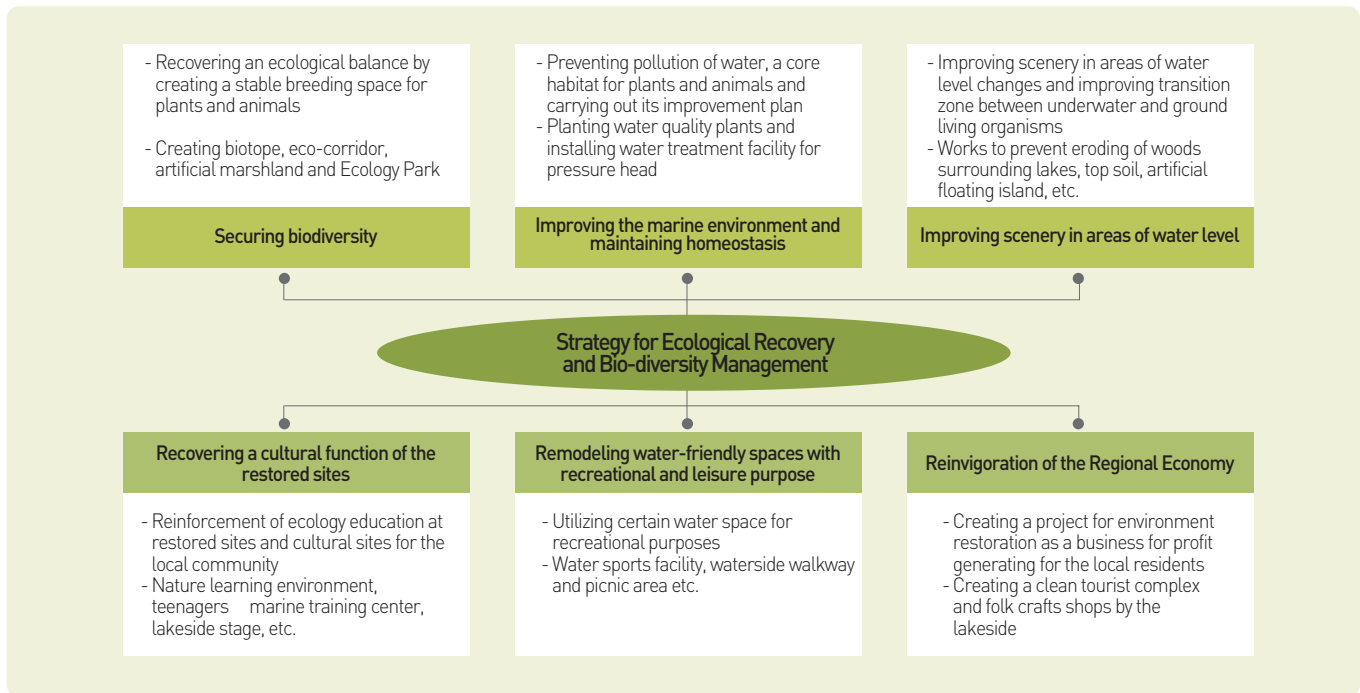 - Recovering an ecological balance by
creating a stable breeding space for
plants and animals
- Creating biotope, eco-corridor,
artificial marshland and Ecology Park
Securing biodiversity
- Preventing pollution of water, a core
habitat for plants and animals and
carrying out its improvement plan
- Planting water quality plants and
installing water treatment facility for
pressure head
Improving the marine environment and
maintaining homeostasis
- Improving scenery in areas of water
level changes and improving transition
zone between underwater and ground
living organisms
- Works to prevent eroding of woods
surrounding lakes, top soil, artificial
floating island, etc.
Improving scenery in areas of water level
Strategy for Ecological Recovery
and Bio-diversity Management
Recovering a cultural function of the
restored sites
- Reinforcement of ecology education at
restored sites and cultural sites for the
local community
- Nature learning environment,
teenagers marine training center,
lakeside stage, etc.
Remodeling water-friendly spaces with
recreational and leisure purpose
- Utilizing certain water space for
recreational purposes
- Water sports facility, waterside walkway
and picnic area etc.
Reinvigoration of the Regional Economy
- Creating a project for environment
restoration as a business for profit
generating for the local residents
- Creating a clean tourist complex
and folk crafts shops by the
lakeside